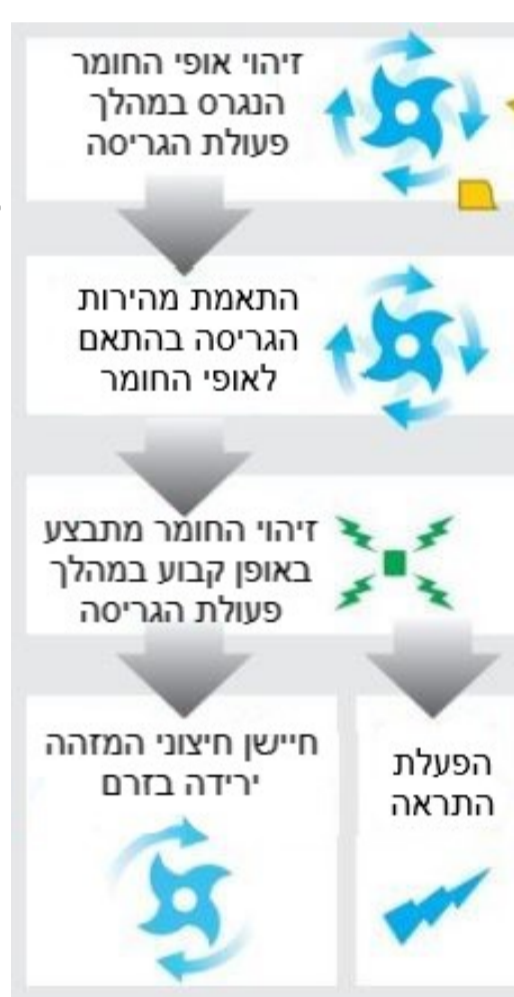 זיהוי אופי החומר
הנגרס במהלך
פעולת הגריסה
התאמת מהירות
הגריסה בהתאם
לאופי החומר
זיהוי החומר מתבצע
באופן קבוע במהלך
פעולת הגריסה
חיישן חיצוני המזהה
ירידה בזרם
הפעלת
התראה